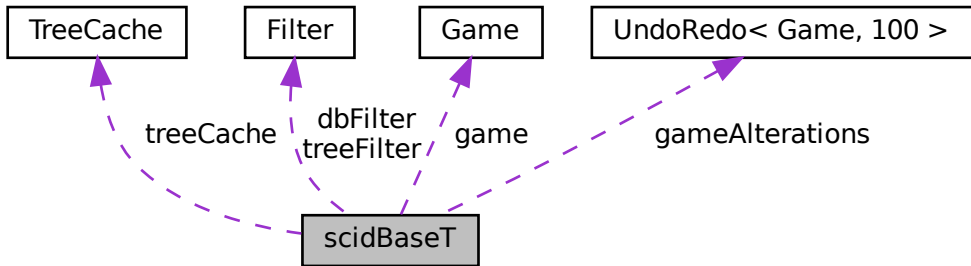 TreeCache
Filter
Game
UndoRedo< Game, 100 >
treeCache
dbFilter
treeFilter
game
gameAlterations
scidBaseT